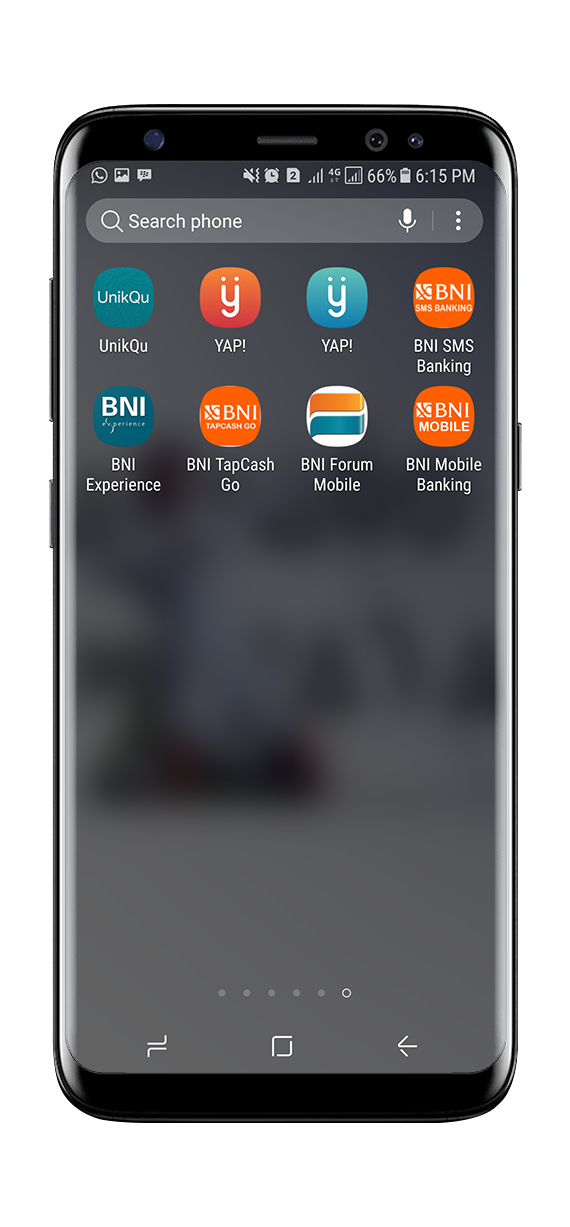 2 4G 66% 6:15 PM
Search phone
UnikQu
ÿ
ÿ
BNI
SMS BANKING
UnikQu
YAP!
YAP!
BNI SMS
Banking
BNI
experience
BNI
TAPCASH GO
BNI
MOBILE
BNI
Experience
BNI TapCash
Go
BNI Forum
Mobile
BNI Mobile
Banking